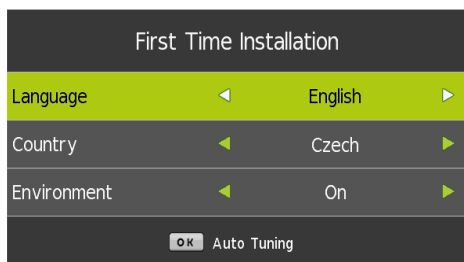 First Time Installation
Language English
Country Czech
Environment On
OK Auto Tuning